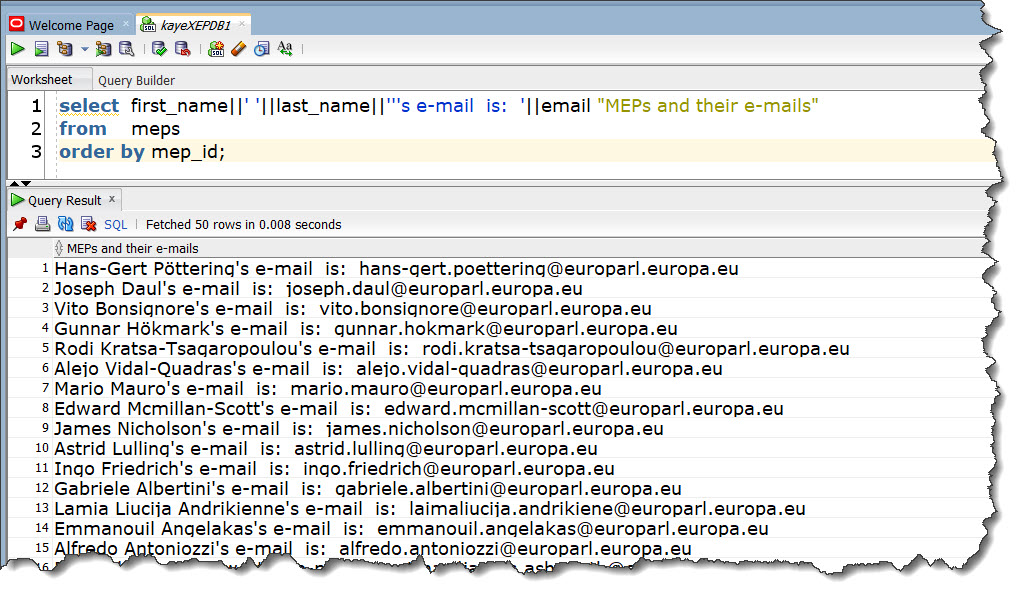 Welcome Page kayeXEPDB1
Worksheet Query Builder
1 select first_name||' '||last_name||'''s e-mail is: '||email "MEPs and their e-mails"
2 from meps
3 order by mep_id;
Query Result
SQL | Fetched 50 rows in 0.008 seconds
MEPs and their e-mails
1 Hans-Gert Pöttering's e-mail is: hans-gert.poettering@europarl.europa.eu
2 Joseph Daul's e-mail is: joseph.daul@europarl.europa.eu
3 Vito Bonsignore's e-mail is: vito.bonsignore@europarl.europa.eu
4 Gunnar Hökmark's e-mail is: gunnar.hokmark@europarl.europa.eu
5 Rodi Kratsa-Tsagaropoulou's e-mail is: rodi.kratsa-tsagaropoulou@europarl.europa.eu
6 Alejo Vidal-Quadras's e-mail is: alejo.vidal-quadras@europarl.europa.eu
7 Mario Mauro's e-mail is: mario.mauro@europarl.europa.eu
8 Edward Mcmillan-Scott's e-mail is: edward.mcmillan-scott@europarl.europa.eu
9 James Nicholson's e-mail is: james.nicholson@europarl.europa.eu
10 Astrid Lulling's e-mail is: astrid.lulling@europarl.europa.eu
11 Ingo Friedrich's e-mail is: ingo.friedrich@europarl.europa.eu
12 Gabriele Albertini's e-mail is: gabriele.albertini@europarl.europa.eu
13 Lamia Liucija Andrikienne's e-mail is: laimaliucija.andrikiene@europarl.europa.eu
14 Emmanouil Angelakas's e-mail is: emmanouil.angelakas@europarl.europa.eu
15 Alfredo Antoniozzi's e-mail is: alfredo.antoniozzi@europarl.europa.eu
16